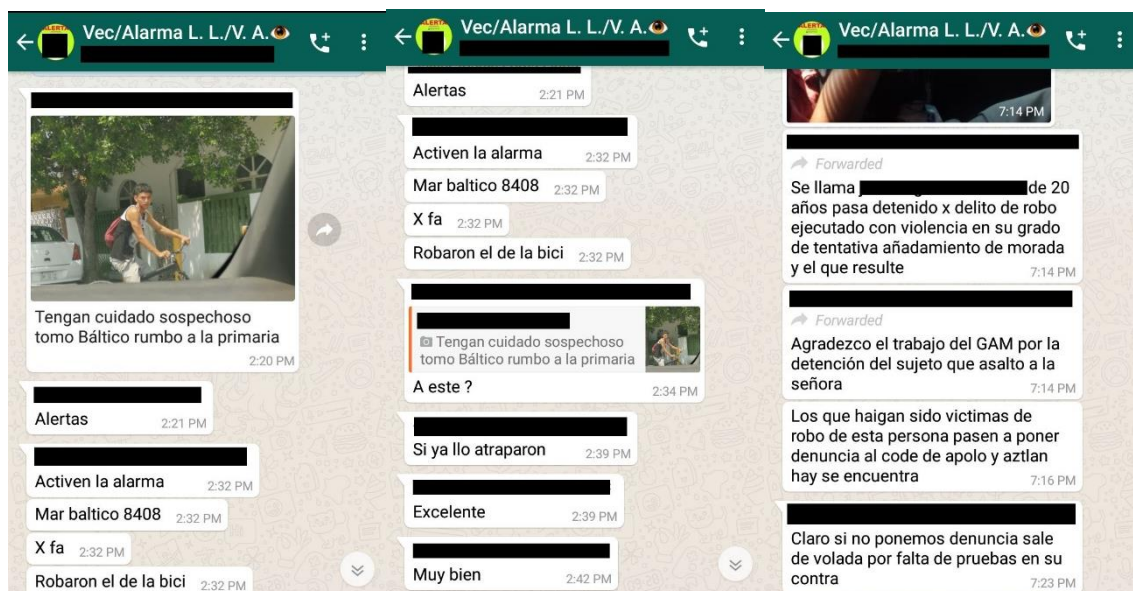 ALERTA
Vec/Alarma L. L./V. A.
Tengan cuidado sospechoso
tomo Báltico rumbo a la primaria
2:20 PM
Alertas
2:21 PM
Activen la alarma
2:32 PM
Mar baltico 8408
2:32 PM
X fa
2:32 PM
Robaron el de la bici
2:32 PM
ALERTA
Vec/Alarma L. L./V. A.
Alertas
2:21 PM
Activen la alarma
2:32 PM
Mar baltico 8408
2:32 PM
X fa
2:32 PM
Robaron el de la bici
2:32 PM
Tengan cuidado sospechoso
tomo Báltico rumbo a la primaria
A este ?
2:34 PM
Si ya llo atraparon
2:39 PM
Excelente
2:39 PM
Muy bien
2:42 PM
ALERTA
Vec/Alarma L. L./V. A.
7:14 PM
Forwarded
Se llama j de 20
años pasa detenido x delito de robo
ejecutado con violencia en su grado
de tentativa añadamiento de morada
y el que resulte
7:14 PM
Forwarded
Agradezco el trabajo del GAM por la
detención del sujeto que asalto a la
señora
7:14 PM
Los que haigan sido victimas de
robo de esta persona pasen a poner
denuncia al code de apolo y aztlan
hay se encuentra
7:16 PM
Claro si no ponemos denuncia sale
de volada por falta de pruebas en su
contra
7:23 PM